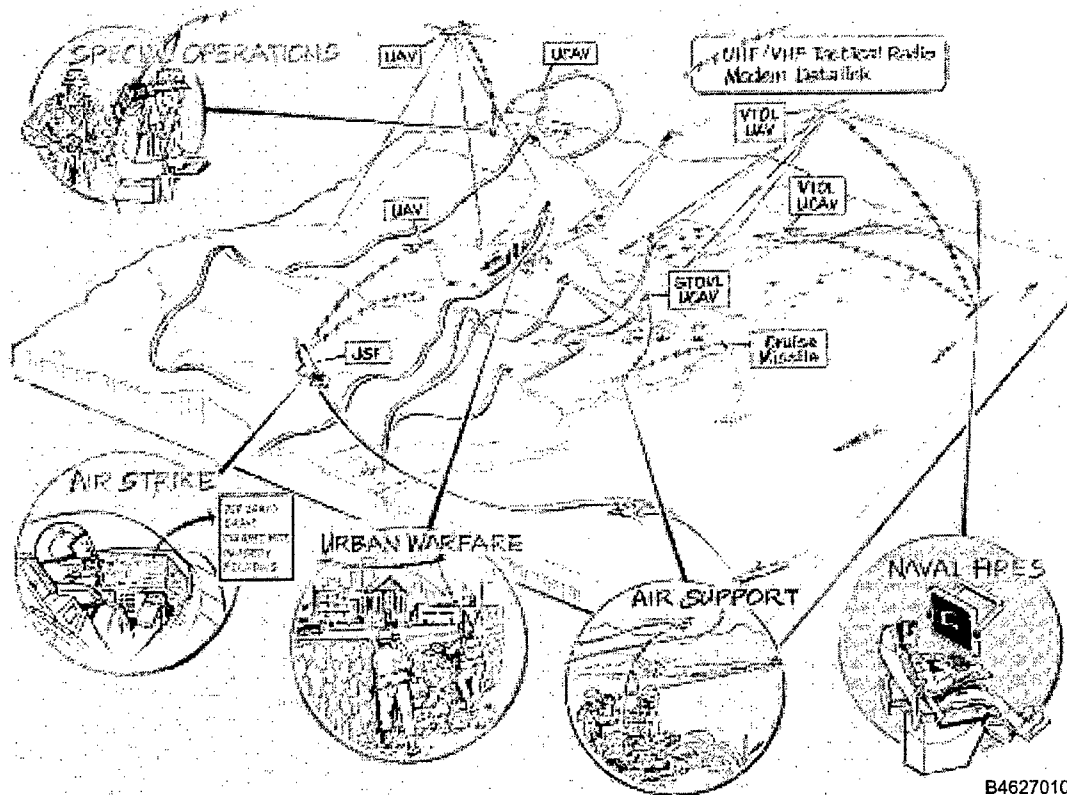 SPECIAL OPERATIONS
UAV
UCAV
UHF/VHF Tactical Radio
Modem Datalink
VTOL
UAV
VTOL
UCAV
UAV
STOVL
UCAV
JSF
Cruise
Missile
AIR STRIKE
URBAN WARFARE
AIR SUPPORT
NAVAL FIRES
B4627010